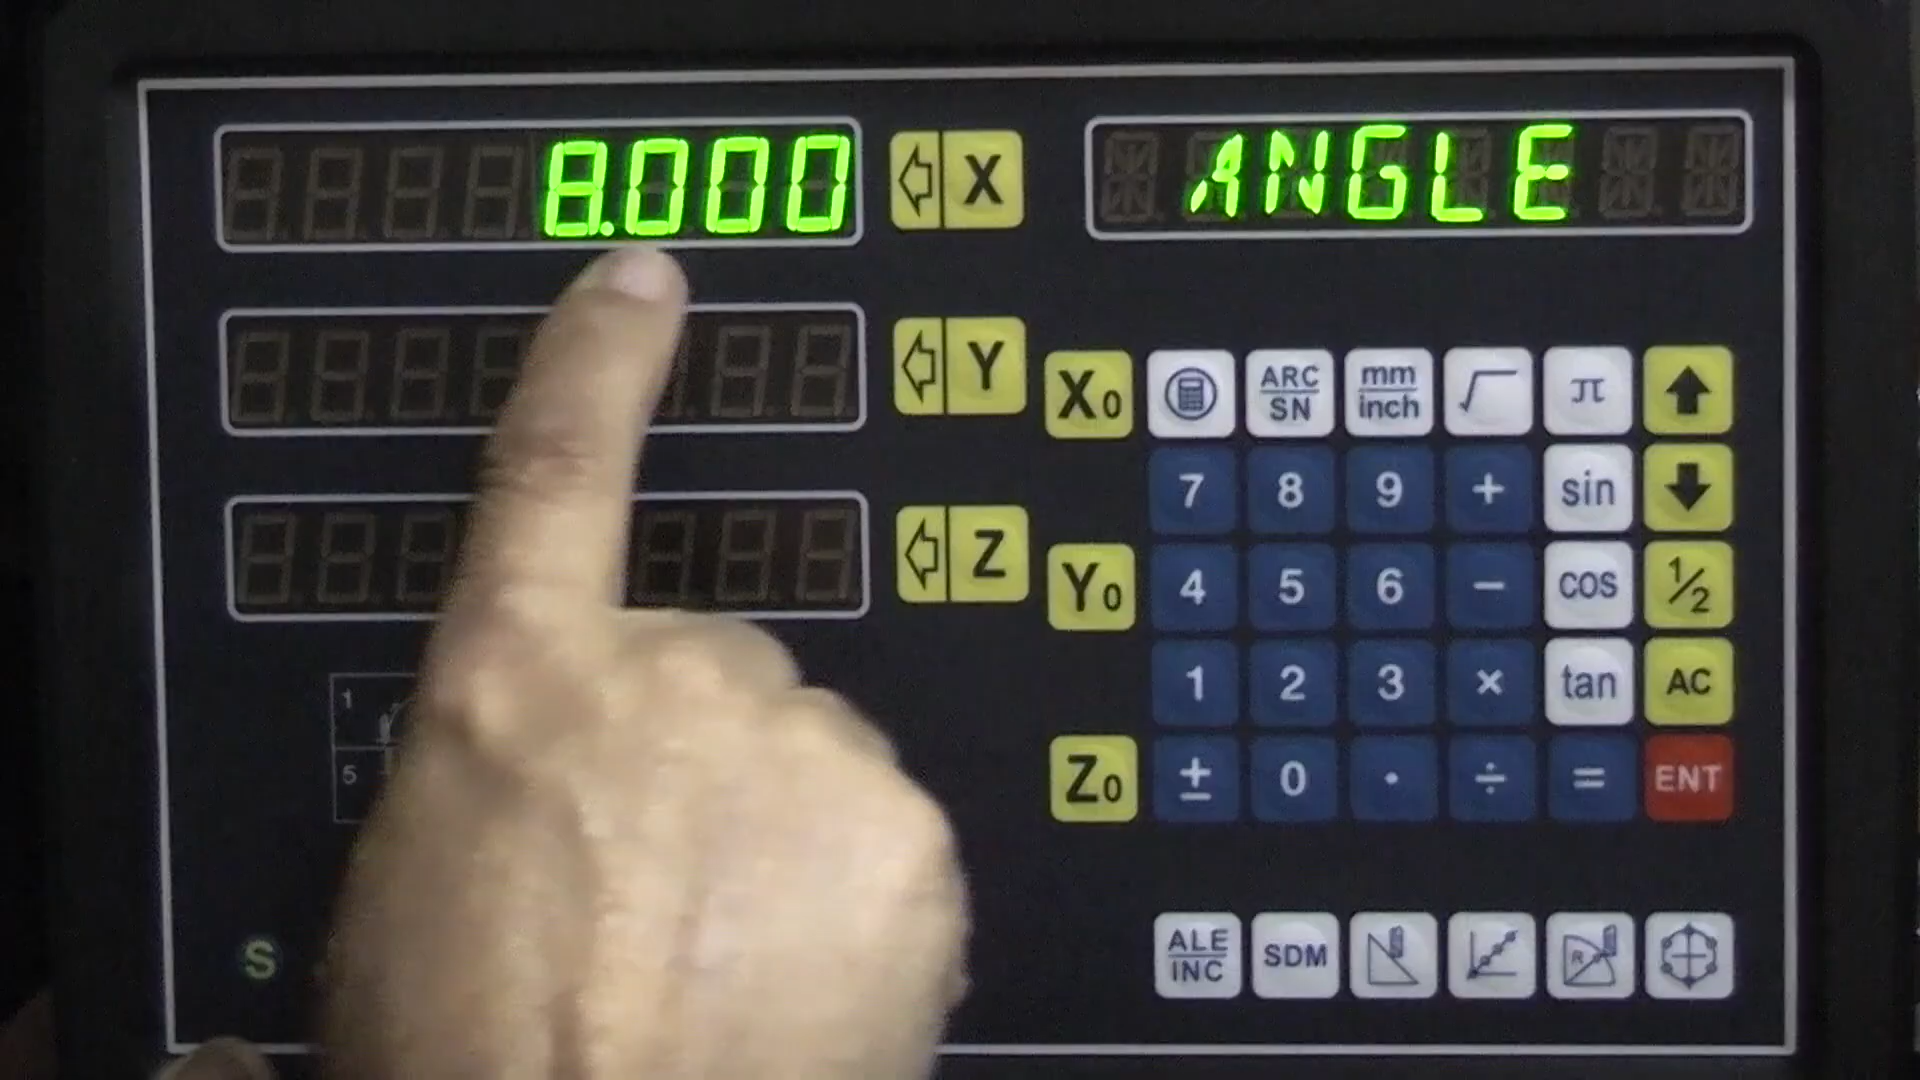 8.000 X ANGLE
Y
Z
X0 ARC/SN mm/inch √ π
7 8 9 + sin
Y0 4 5 6 − cos 1/2
1 2 3 × tan AC
Z0 ± 0 · ÷ = ENT
1
5
S
ALE/INC SDM R